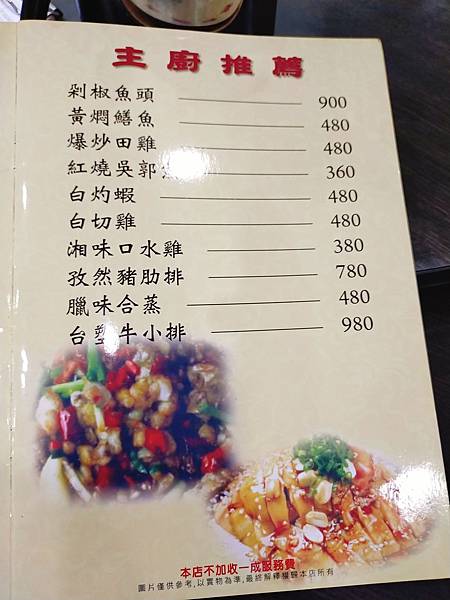 主廚推薦
剁椒魚頭 900
黃燜鱔魚 480
爆炒田雞 480
紅燒吳郭 360
白灼蝦 480
白切雞 480
湘味口水雞 380
孜然豬肋排 780
臘味合蒸 480
台塑牛小排 980
本店不加收一成服務費
圖片僅供參考,以實物為準,最終解釋權歸本店所有